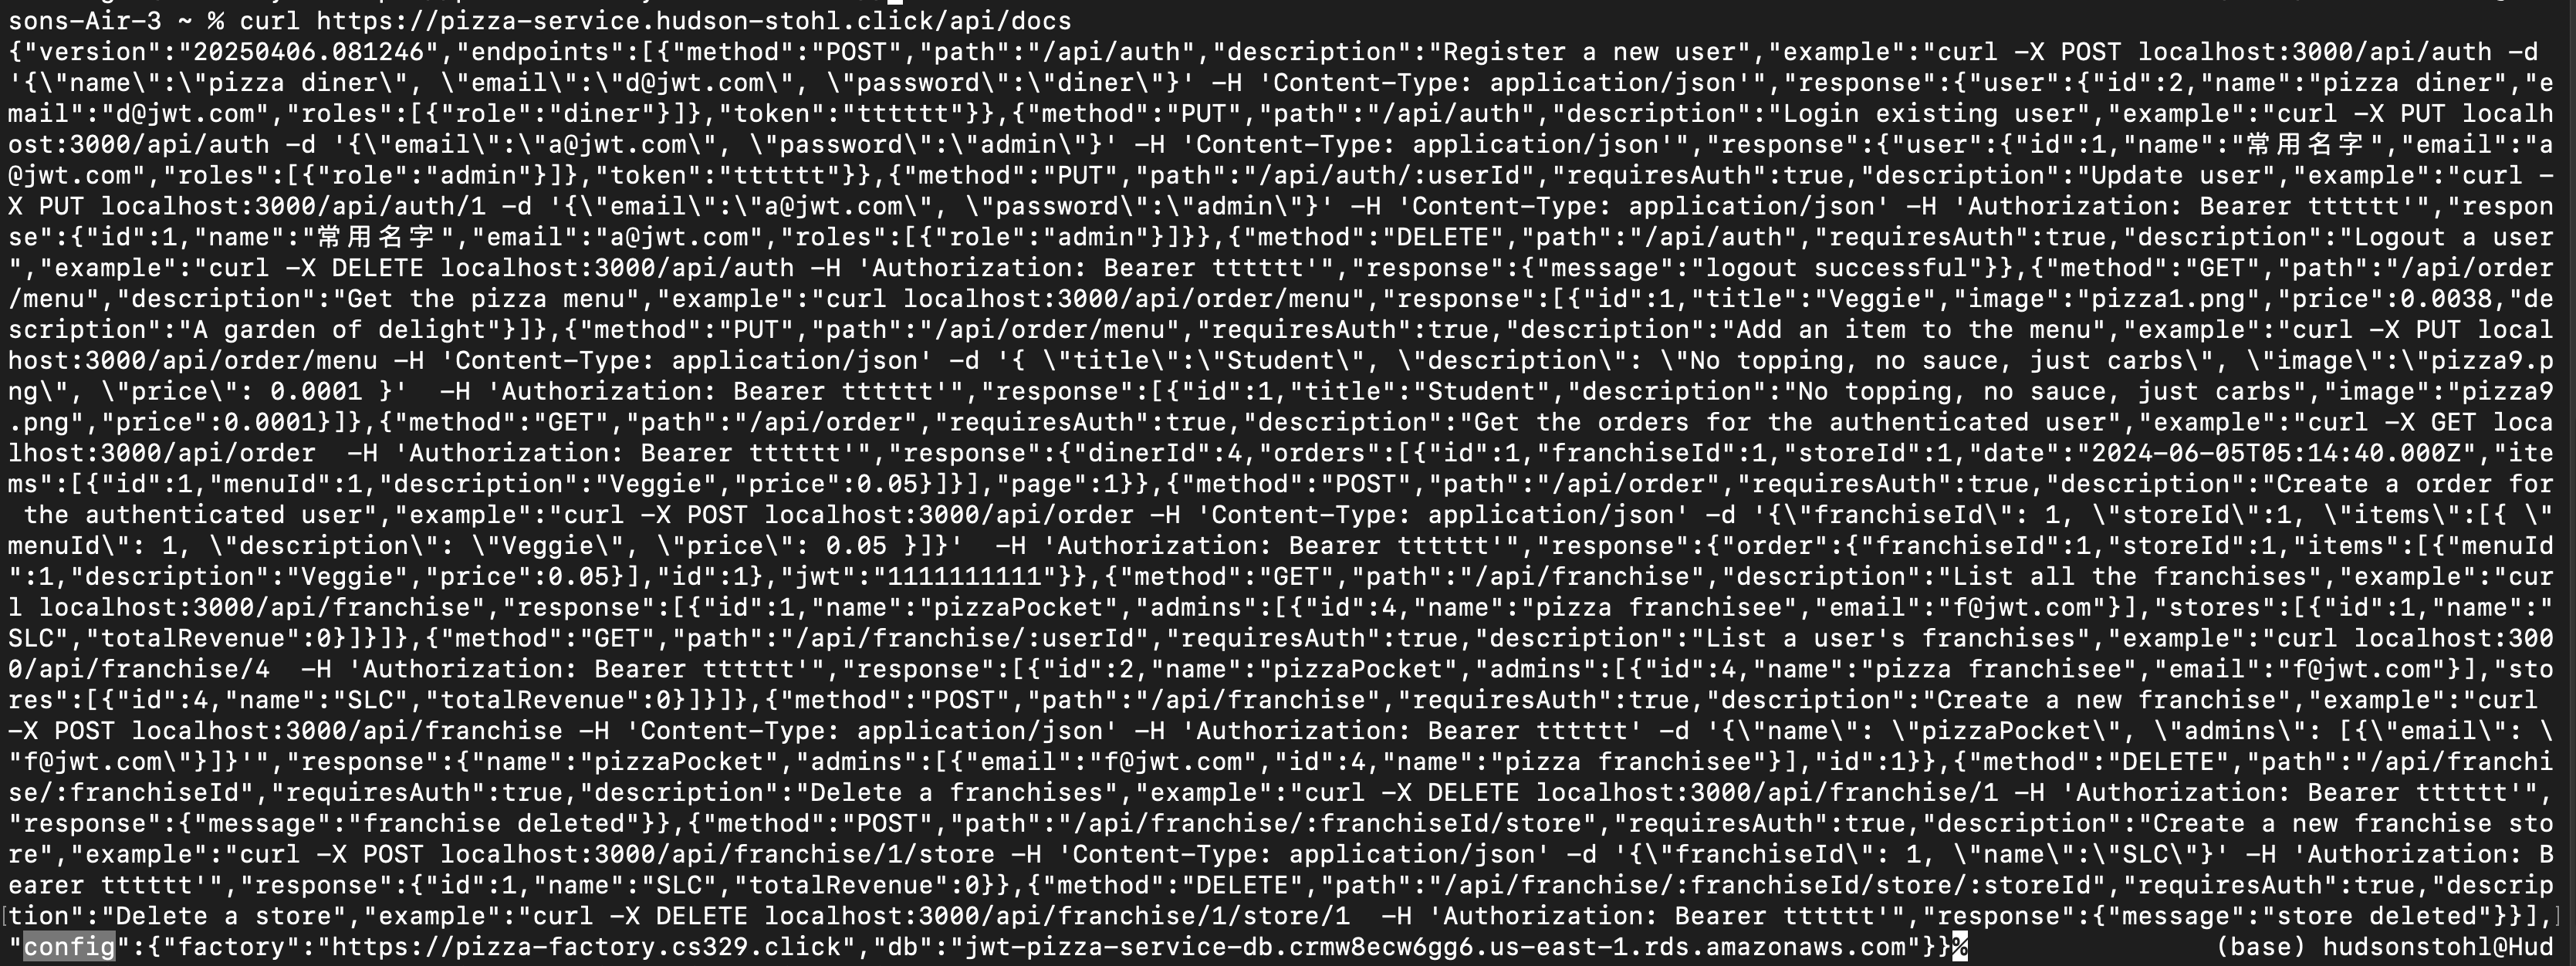 sons-Air-3 ~ % curl https://pizza-service.hudson-stohl.click/api/docs
{"version":"20250406.081246","endpoints":[{"method":"POST","path":"/api/auth","description":"Register a new user","example":"curl -X POST localhost:3000/api/auth -d
'{\"name\":\"pizza diner\", \"email\":\"d@jwt.com\", \"password\":\"diner\"}' -H 'Content-Type: application/json'","response":{"user":{"id":2,"name":"pizza diner","e
mail":"d@jwt.com","roles":[{"role":"diner"}]},"token":"tttttt"}},{"method":"PUT","path":"/api/auth","description":"Login existing user","example":"curl -X PUT localh
ost:3000/api/auth -d '{\"email\":\"a@jwt.com\", \"password\":\"admin\"}' -H 'Content-Type: application/json'","response":{"user":{"id":1,"name":"常用名字","email":"a
@jwt.com","roles":[{"role":"admin"}]},"token":"tttttt"}},{"method":"PUT","path":"/api/auth/:userId","requiresAuth":true,"description":"Update user","example":"curl -
X PUT localhost:3000/api/auth/1 -d '{\"email\":\"a@jwt.com\", \"password\":\"admin\"}' -H 'Content-Type: application/json' -H 'Authorization: Bearer tttttt'","respon
se":{"id":1,"name":"常用名字","email":"a@jwt.com","roles":[{"role":"admin"}]}},{"method":"DELETE","path":"/api/auth","requiresAuth":true,"description":"Logout a user
","example":"curl -X DELETE localhost:3000/api/auth -H 'Authorization: Bearer tttttt'","response":{"message":"logout successful"}},{"method":"GET","path":"/api/order
/menu","description":"Get the pizza menu","example":"curl localhost:3000/api/order/menu","response":[{"id":1,"title":"Veggie","image":"pizza1.png","price":0.0038,"de
scription":"A garden of delight"}]},{"method":"PUT","path":"/api/order/menu","requiresAuth":true,"description":"Add an item to the menu","example":"curl -X PUT local
host:3000/api/order/menu -H 'Content-Type: application/json' -d '{ \"title\":\"Student\", \"description\": \"No topping, no sauce, just carbs\", \"image\":\"pizza9.p
ng\", \"price\": 0.0001 }'  -H 'Authorization: Bearer tttttt'","response":[{"id":1,"title":"Student","description":"No topping, no sauce, just carbs","image":"pizza9
.png","price":0.0001}]},{"method":"GET","path":"/api/order","requiresAuth":true,"description":"Get the orders for the authenticated user","example":"curl -X GET loca
lhost:3000/api/order  -H 'Authorization: Bearer tttttt'","response":{"dinerId":4,"orders":[{"id":1,"franchiseId":1,"storeId":1,"date":"2024-06-05T05:14:40.000Z","ite
ms":[{"id":1,"menuId":1,"description":"Veggie","price":0.05}]}],"page":1}},{"method":"POST","path":"/api/order","requiresAuth":true,"description":"Create a order for
 the authenticated user","example":"curl -X POST localhost:3000/api/order -H 'Content-Type: application/json' -d '{\"franchiseId\": 1, \"storeId\":1, \"items\":[{ \"
menuId\": 1, \"description\": \"Veggie\", \"price\": 0.05 }]}'  -H 'Authorization: Bearer tttttt'","response":{"order":{"franchiseId":1,"storeId":1,"items":[{"menuId
":1,"description":"Veggie","price":0.05}],"id":1},"jwt":"1111111111"}},{"method":"GET","path":"/api/franchise","description":"List all the franchises","example":"cur
l localhost:3000/api/franchise","response":[{"id":1,"name":"pizzaPocket","admins":[{"id":4,"name":"pizza franchisee","email":"f@jwt.com"}],"stores":[{"id":1,"name":"
SLC","totalRevenue":0}]}]},{"method":"GET","path":"/api/franchise/:userId","requiresAuth":true,"description":"List a user's franchises","example":"curl localhost:300
0/api/franchise/4  -H 'Authorization: Bearer tttttt'","response":[{"id":2,"name":"pizzaPocket","admins":[{"id":4,"name":"pizza franchisee","email":"f@jwt.com"}],"sto
res":[{"id":4,"name":"SLC","totalRevenue":0}]}]},{"method":"POST","path":"/api/franchise","requiresAuth":true,"description":"Create a new franchise","example":"curl
-X POST localhost:3000/api/franchise -H 'Content-Type: application/json' -H 'Authorization: Bearer tttttt' -d '{\"name\": \"pizzaPocket\", \"admins\": [{\"email\": \
"f@jwt.com\"}]}'","response":{"name":"pizzaPocket","admins":[{"email":"f@jwt.com","id":4,"name":"pizza franchisee"}],"id":1}},{"method":"DELETE","path":"/api/franchi
se/:franchiseId","requiresAuth":true,"description":"Delete a franchises","example":"curl -X DELETE localhost:3000/api/franchise/1 -H 'Authorization: Bearer tttttt'",
"response":{"message":"franchise deleted"}},{"method":"POST","path":"/api/franchise/:franchiseId/store","requiresAuth":true,"description":"Create a new franchise sto
re","example":"curl -X POST localhost:3000/api/franchise/1/store -H 'Content-Type: application/json' -d '{\"franchiseId\": 1, \"name\":\"SLC\"}' -H 'Authorization: B
earer tttttt'","response":{"id":1,"name":"SLC","totalRevenue":0}},{"method":"DELETE","path":"/api/franchise/:franchiseId/store/:storeId","requiresAuth":true,"descrip
tion":"Delete a store","example":"curl -X DELETE localhost:3000/api/franchise/1/store/1  -H 'Authorization: Bearer tttttt'","response":{"message":"store deleted"}}],
"config":{"factory":"https://pizza-factory.cs329.click","db":"jwt-pizza-service-db.crmw8ecw6gg6.us-east-1.rds.amazonaws.com"}}% (base) hudsonstohl@Hud